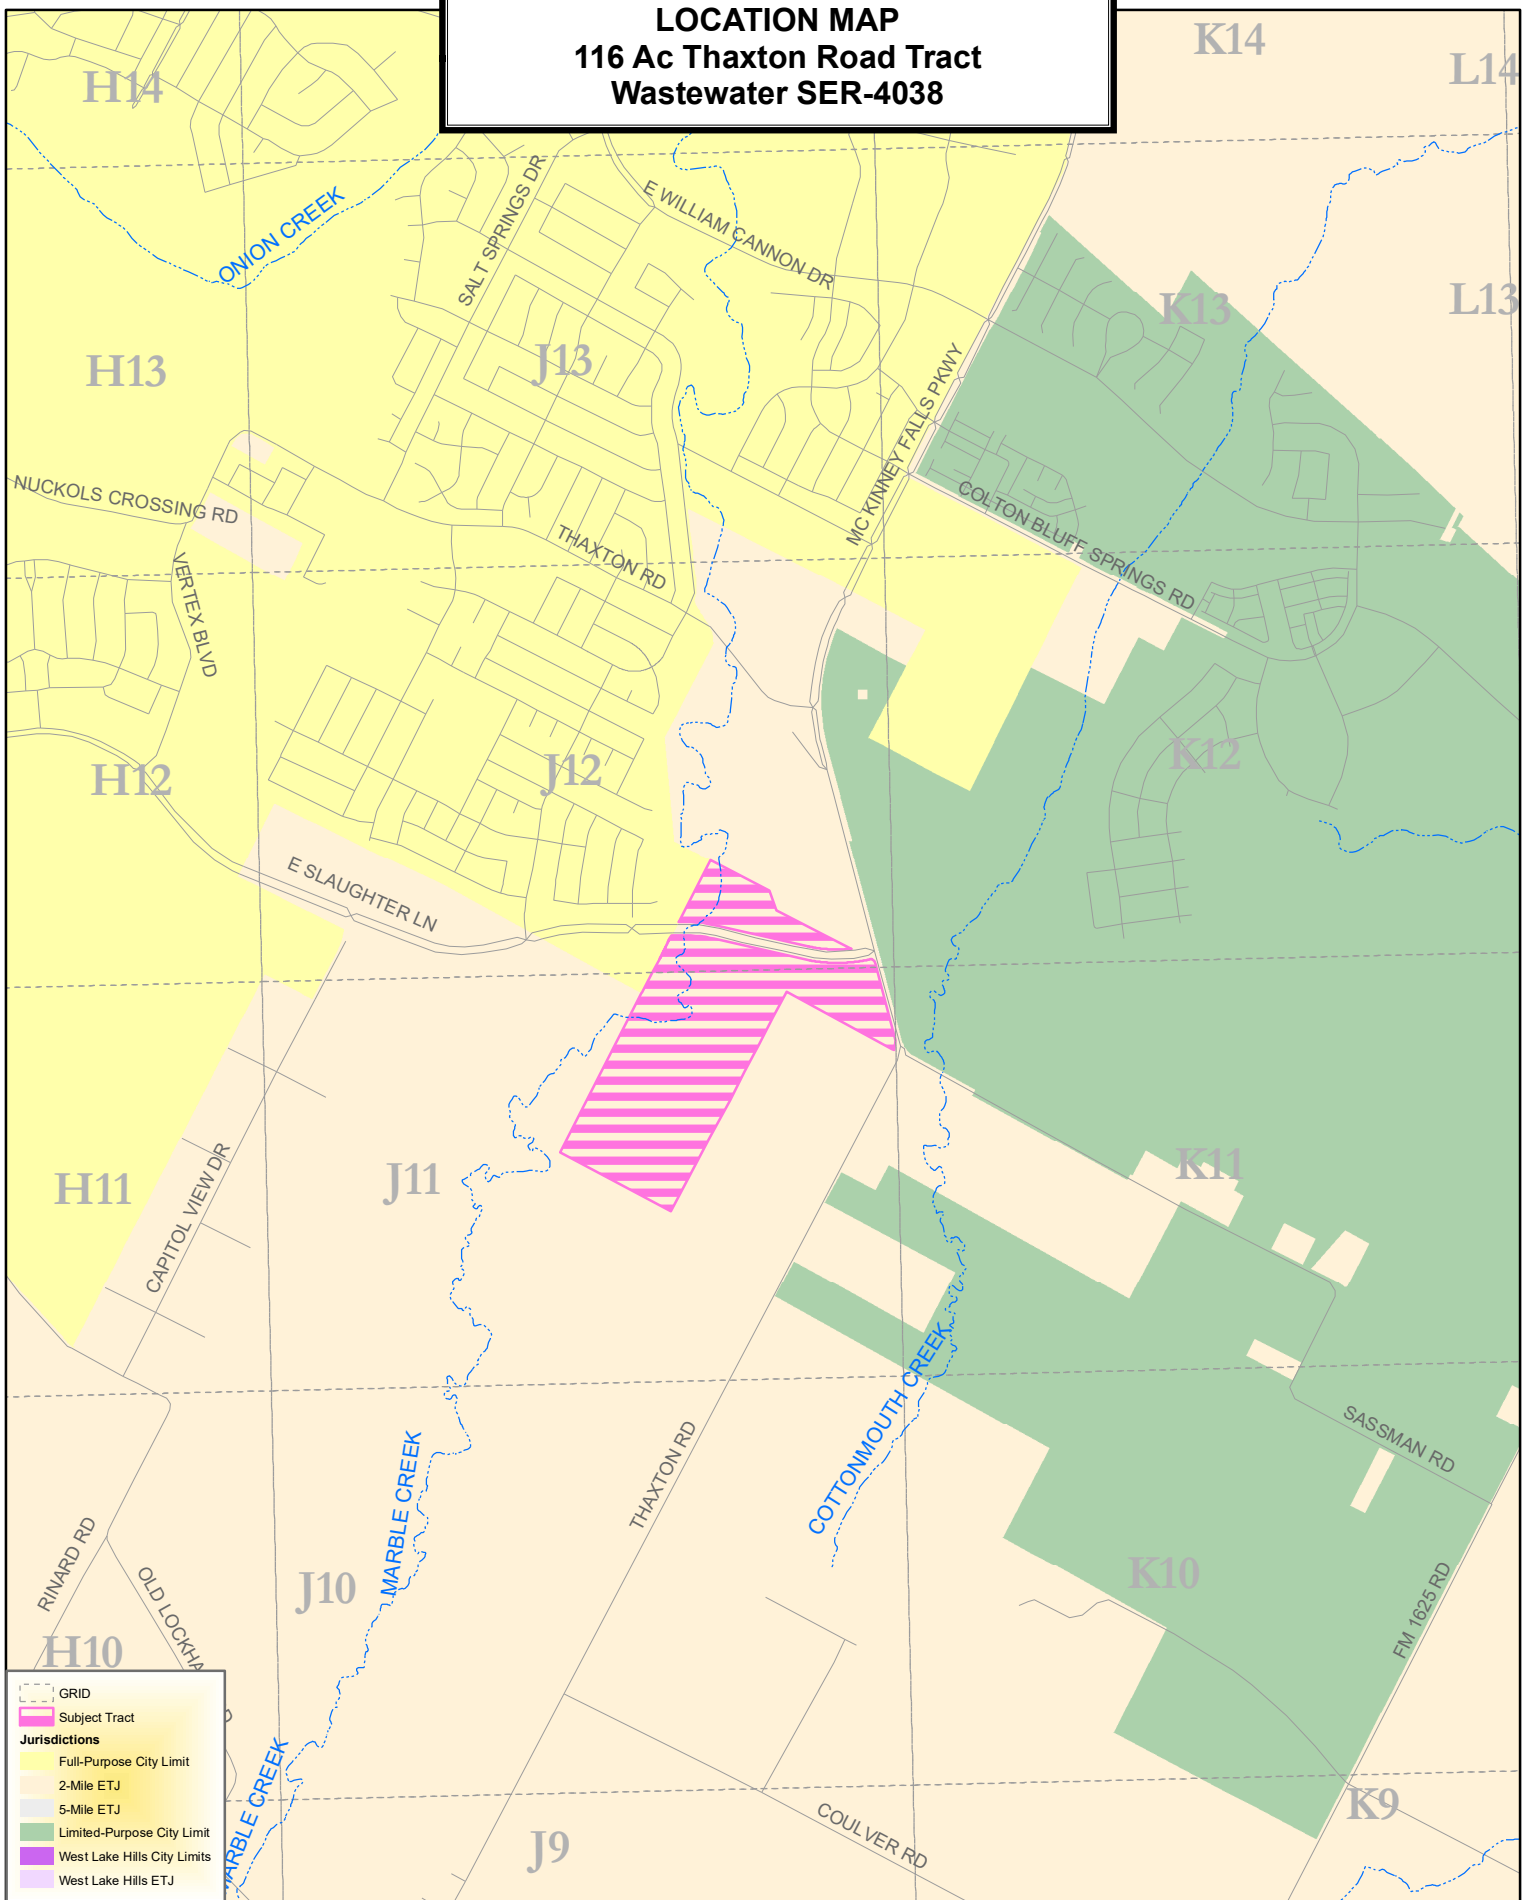 LOCATION MAP
116 Ac Thaxton Road Tract
Wastewater SER-4038
K14
L14
H14
SALT SPRINGS DR
E WILLIAM CANNON DR
ONION CREEK
K13
L13
H13
J13
MC KINNEY FALLS PKWY
NUCKOLS CROSSING RD
COLTON BLUFF SPRINGS RD
THAXTON RD
VERTEX BLVD
H12
J12
K12
E SLAUGHTER LN
H11
J11
K11
CAPITOL VIEW DR
COTTONMOUTH CREEK
MARBLE CREEK
THAXTON RD
SASSMAN RD
RINARD RD
OLD LOCKHA
J10
K10
H10
FM 1625 RD
MARBLE CREEK
COULVER RD
J9
K9
GRID
Subject Tract
Jurisdictions
Full-Purpose City Limit
2-Mile ETJ
5-Mile ETJ
Limited-Purpose City Limit
West Lake Hills City Limits
West Lake Hills ETJ